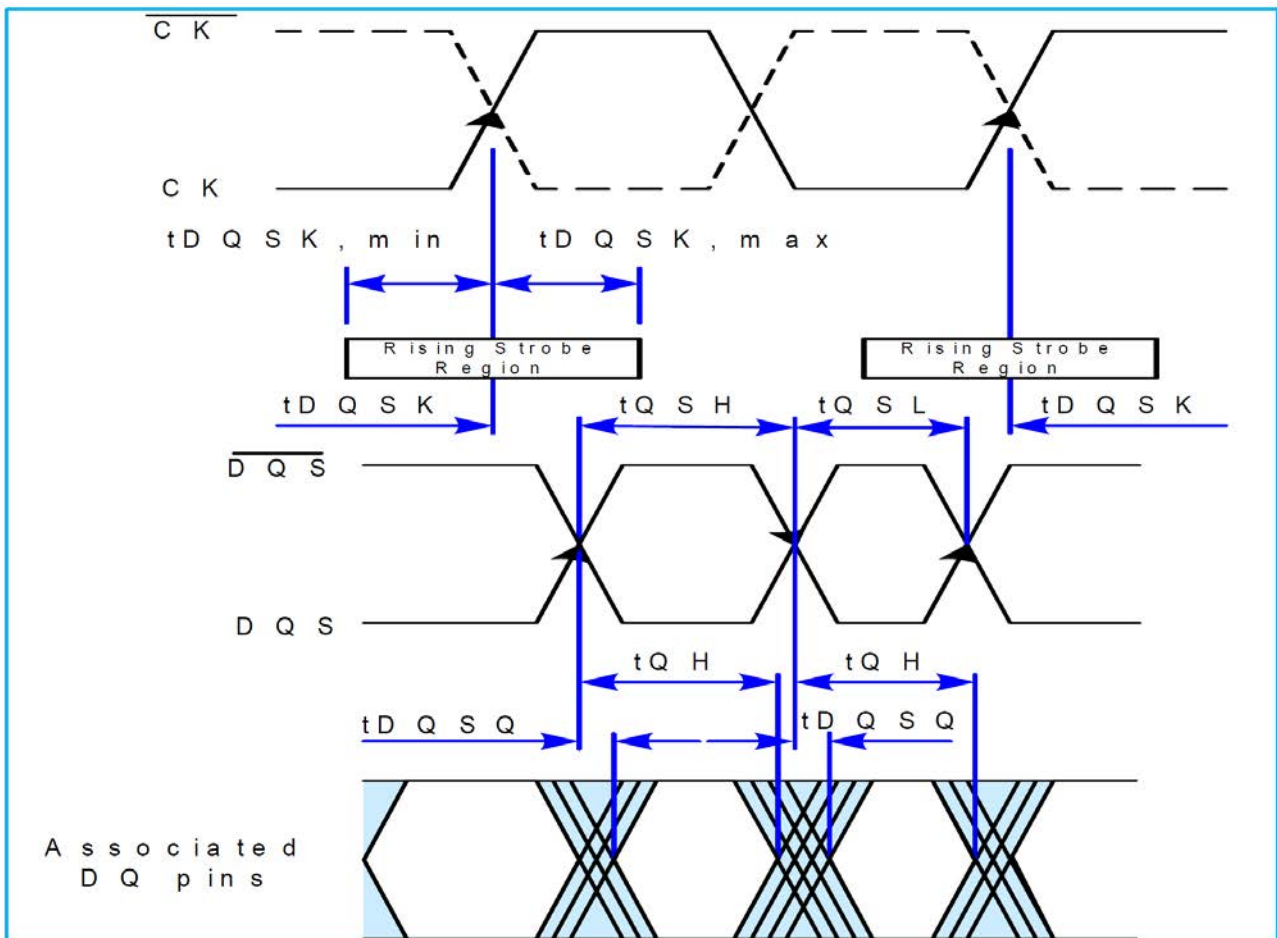 CK
CK
tDQSK, min tDQSK, max
Rising Strobe Region
Rising Strobe Region
tDQSK tQSH tQSL tDQSK
DQS
DQS
tQH tQH
tDQSQ tDQSQ
Associated
DQ pins